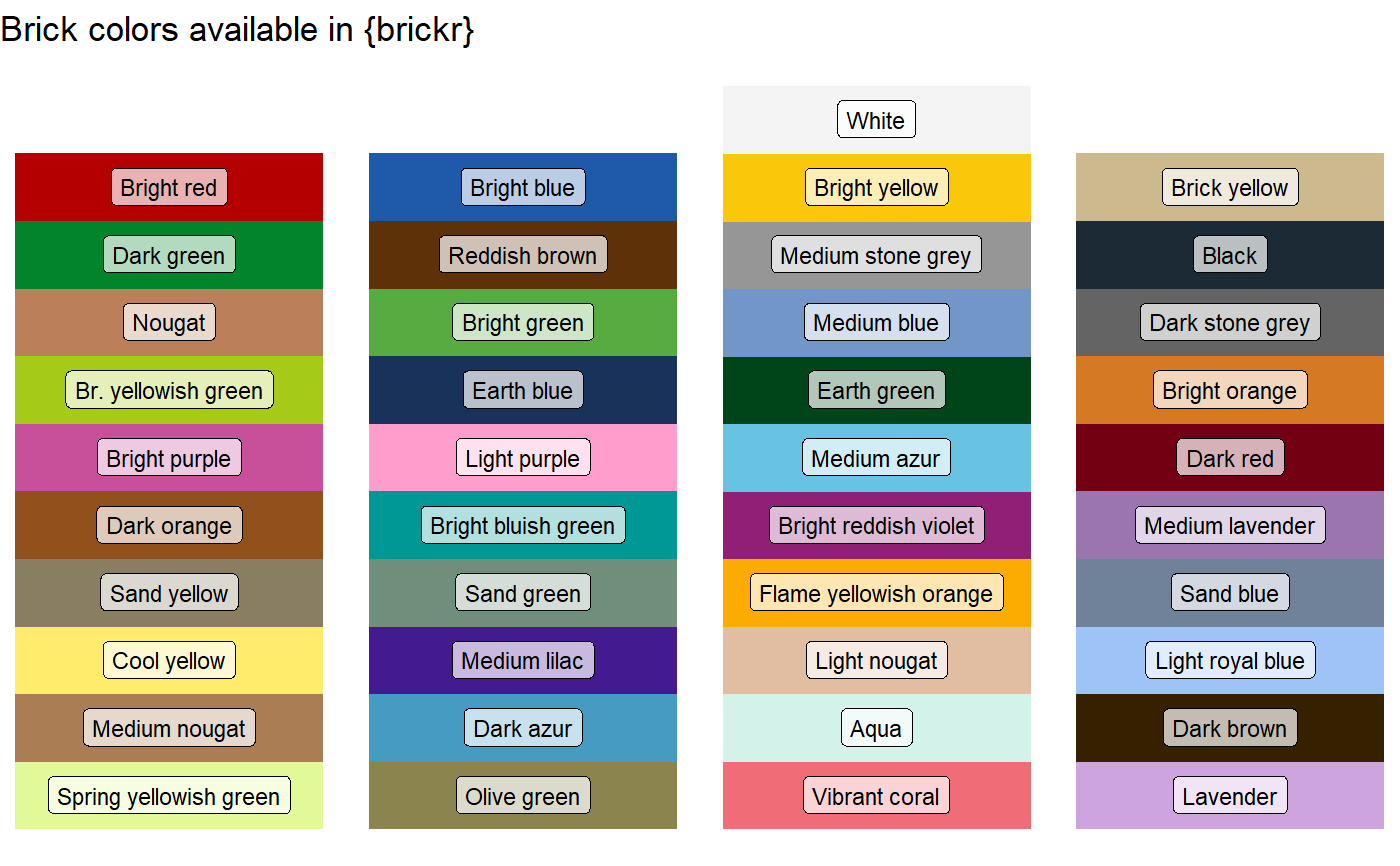 Brick colors available in {brickr}
White
Bright red
Bright blue
Bright yellow
Brick yellow
Dark green
Reddish brown
Medium stone grey
Black
Nougat
Bright green
Medium blue
Dark stone grey
Br. yellowish green
Earth blue
Earth green
Bright orange
Bright purple
Light purple
Medium azur
Dark red
Dark orange
Bright bluish green
Bright reddish violet
Medium lavender
Sand yellow
Sand green
Flame yellowish orange
Sand blue
Cool yellow
Medium lilac
Light nougat
Light royal blue
Medium nougat
Dark azur
Aqua
Dark brown
Spring yellowish green
Olive green
Vibrant coral
Lavender